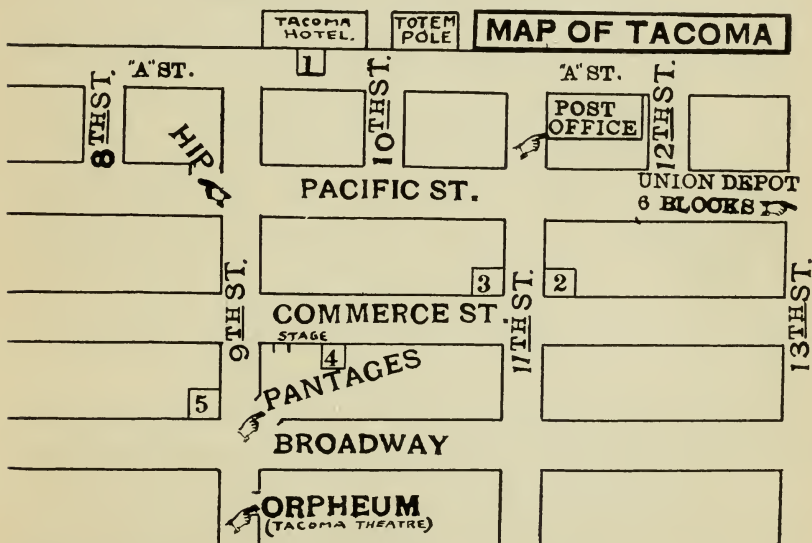 TACOMA
HOTEL.
TOTEM
POLE
MAP OF TACOMA
1
8TH ST.
"A" ST.
10TH ST.
"A" ST.
12TH ST.
HIP
POST
OFFICE
PACIFIC ST.
UNION DEPOT
6 BLOOKS
3
2
9TH ST.
COMMERCE ST.
11TH ST.
13TH ST.
STAGE
4
5
PANTAGES
BROADWAY
ORPHEUM
(TACOMA THEATRE)